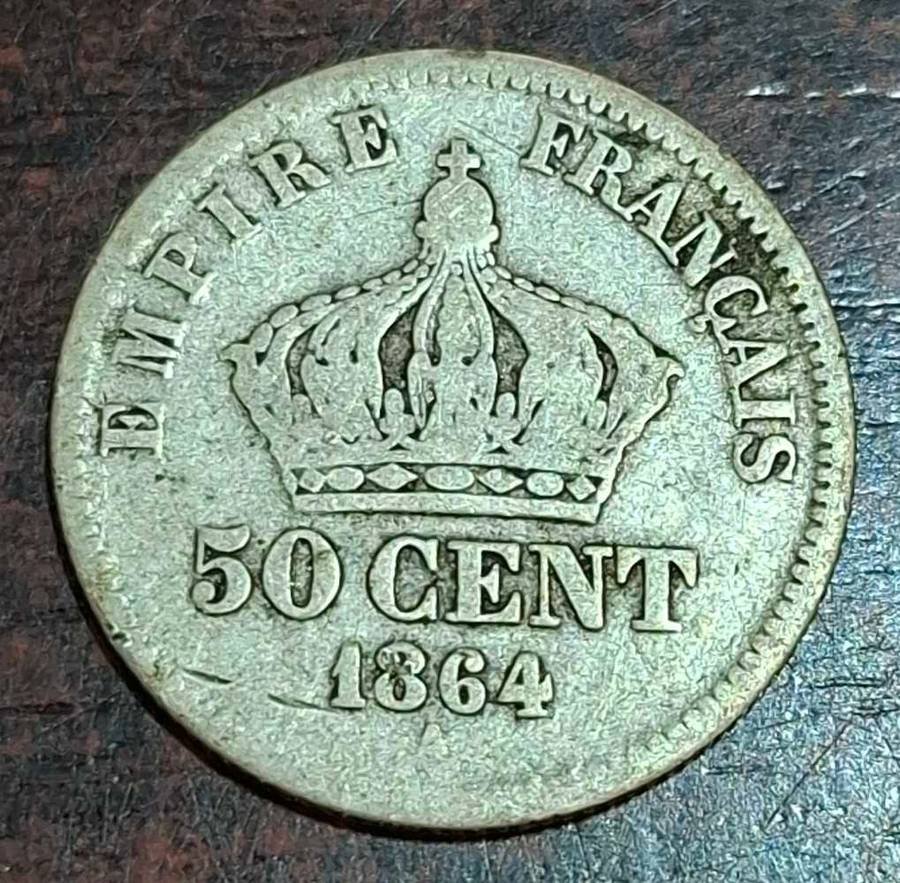 EMPIRE FRANÇAIS
50 CENT
1864